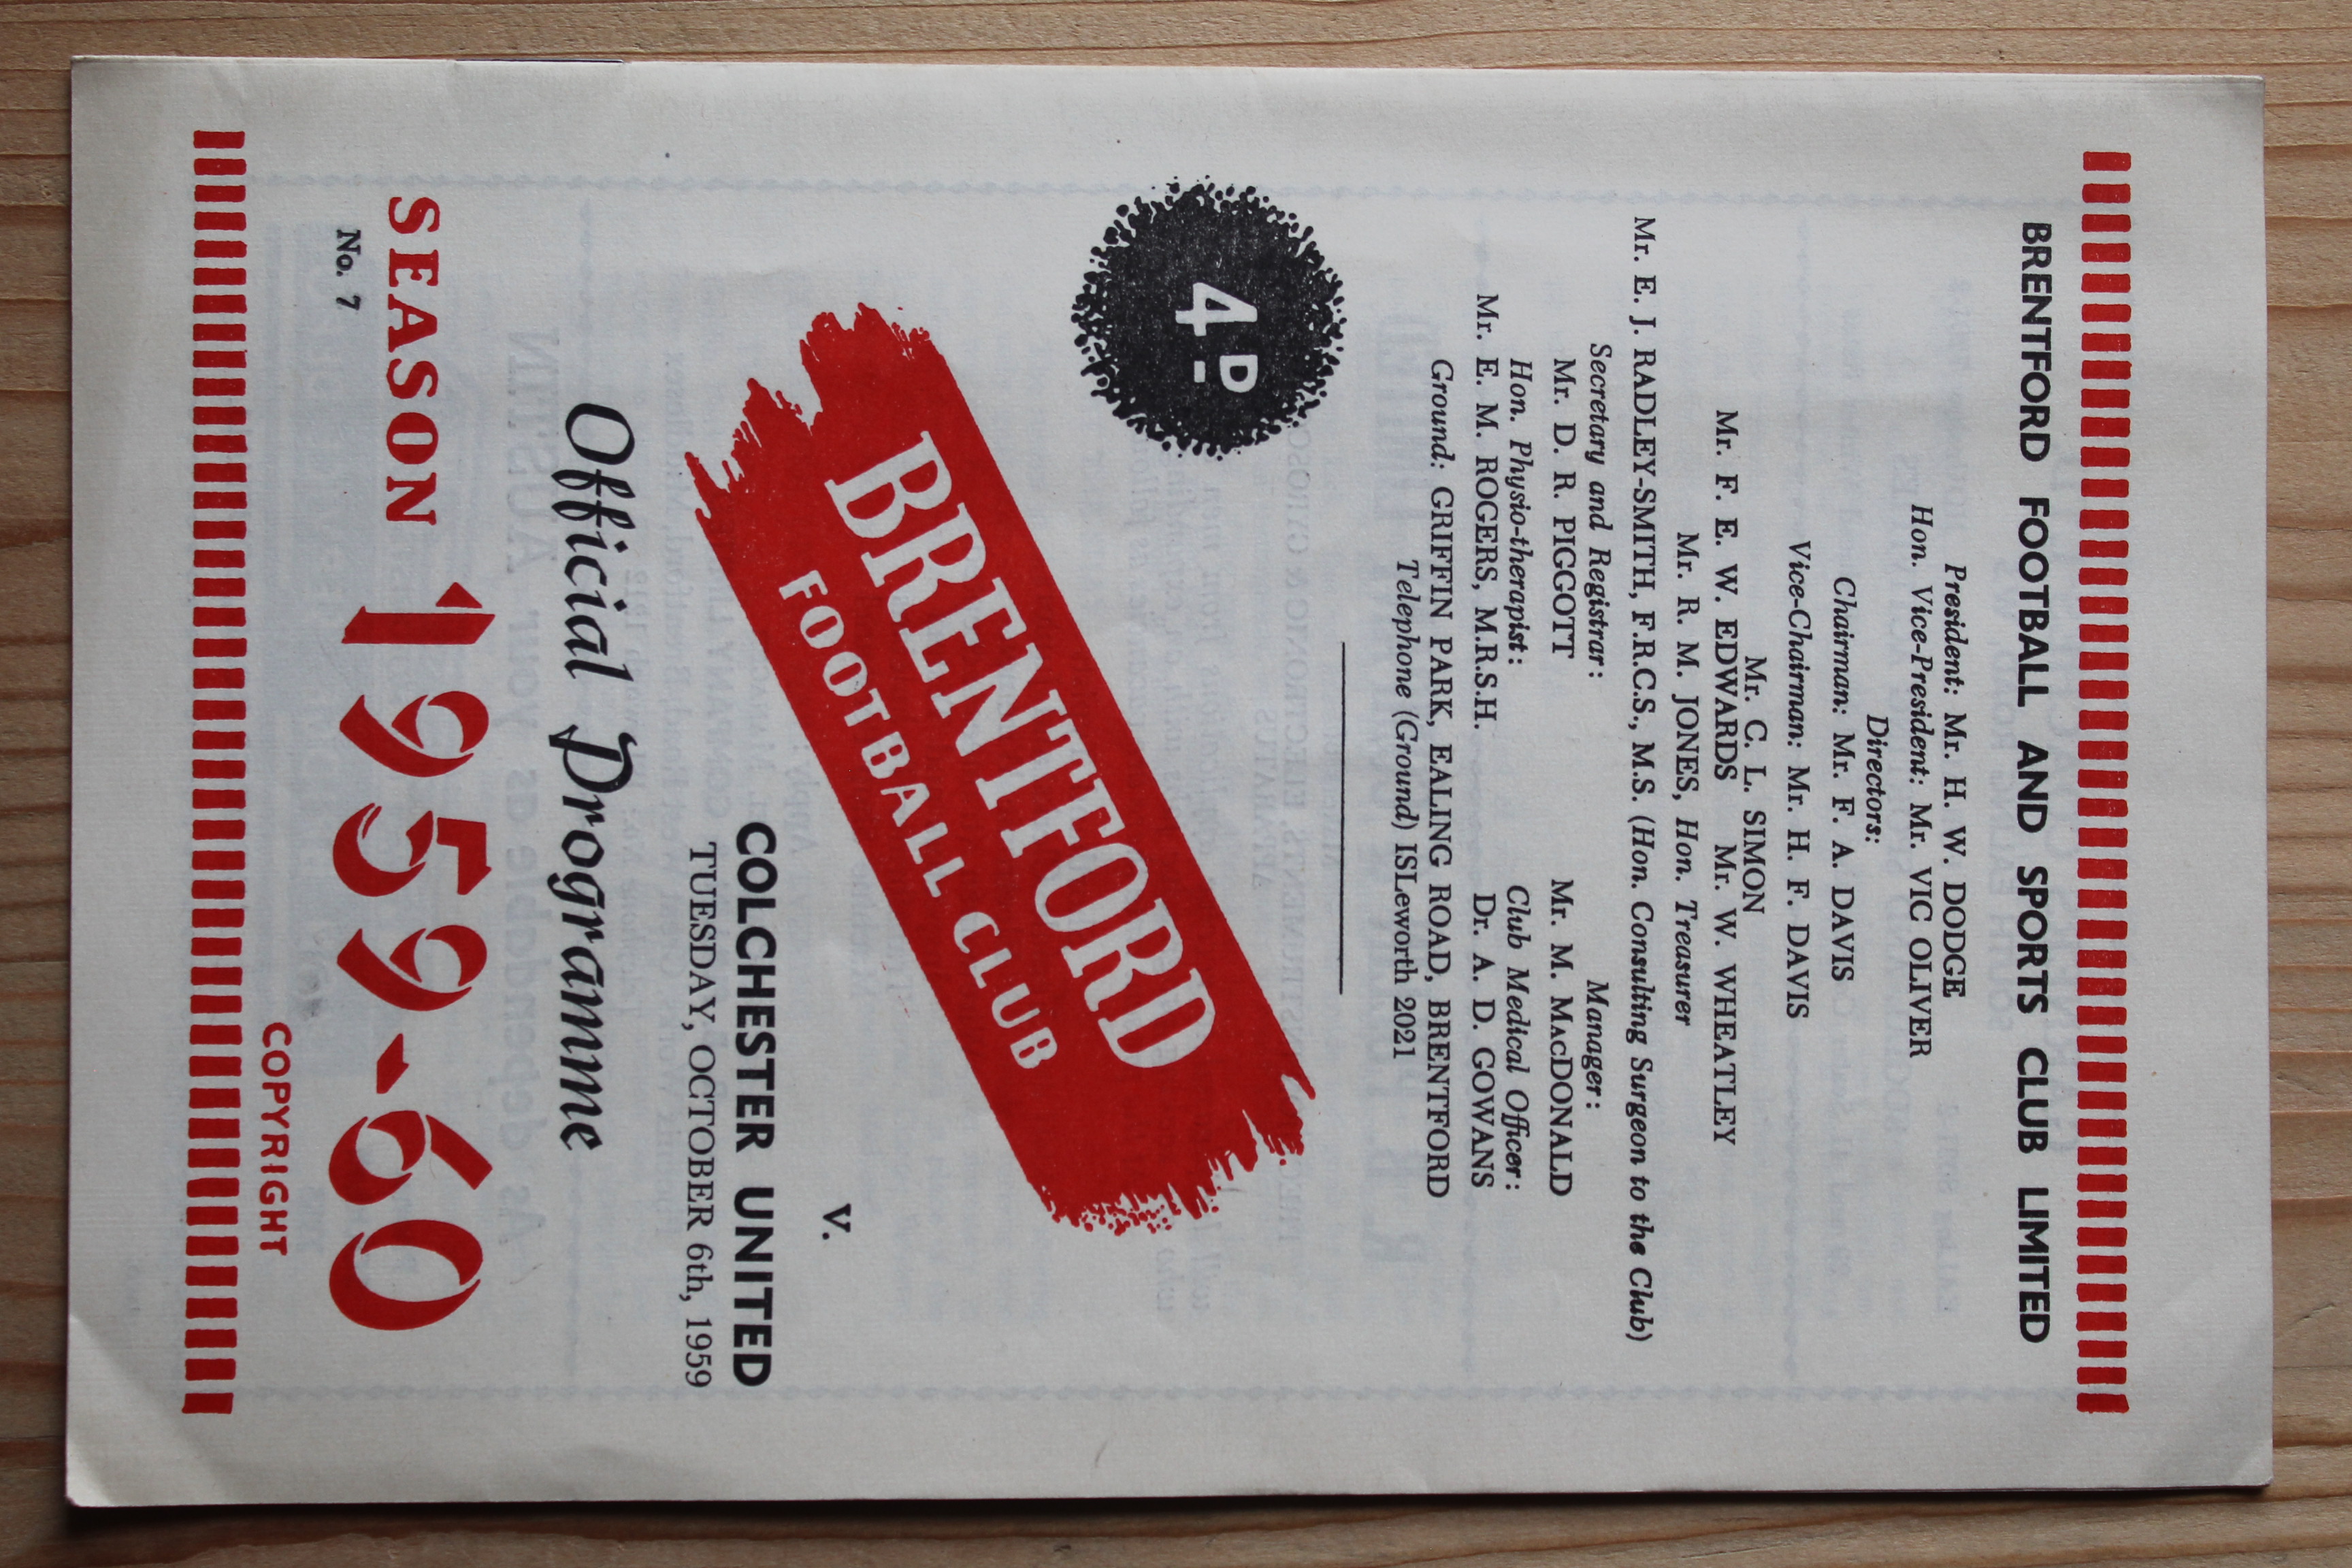 BRENTFORD FOOTBALL AND SPORTS CLUB LIMITED
President: Mr. H. W. DODGE
Hon. Vice-President: Mr. VIC OLIVER
Directors:
Chairman: Mr. F. A. DAVIS
Vice-Chairman: Mr. H. F. DAVIS
Mr. C. L. SIMON
Mr. F. E. W. EDWARDS Mr. W. WHEATLEY
Mr. R. M. JONES, Hon. Treasurer
Mr. E. J. RADLEY-SMITH, F.R.C.S., M.S. (Hon. Consulting Surgeon to the Club)
Secretary and Registrar: Manager:
Mr. D. R. PIGGOTT Mr. M. MacDONALD
Hon. Physio-therapist: Club Medical Officer:
Mr. E. M. ROGERS, M.R.S.H. Dr. A. D. GOWANS
Ground: GRIFFIN PARK, EALING ROAD, BRENTFORD
Telephone (Ground) ISLeworth 2021
4D
BRENTFORD
FOOTBALL CLUB
v.
COLCHESTER UNITED
TUESDAY, OCTOBER 6th, 1959
Official Programme
SEASON 1959-60
No. 7
COPYRIGHT